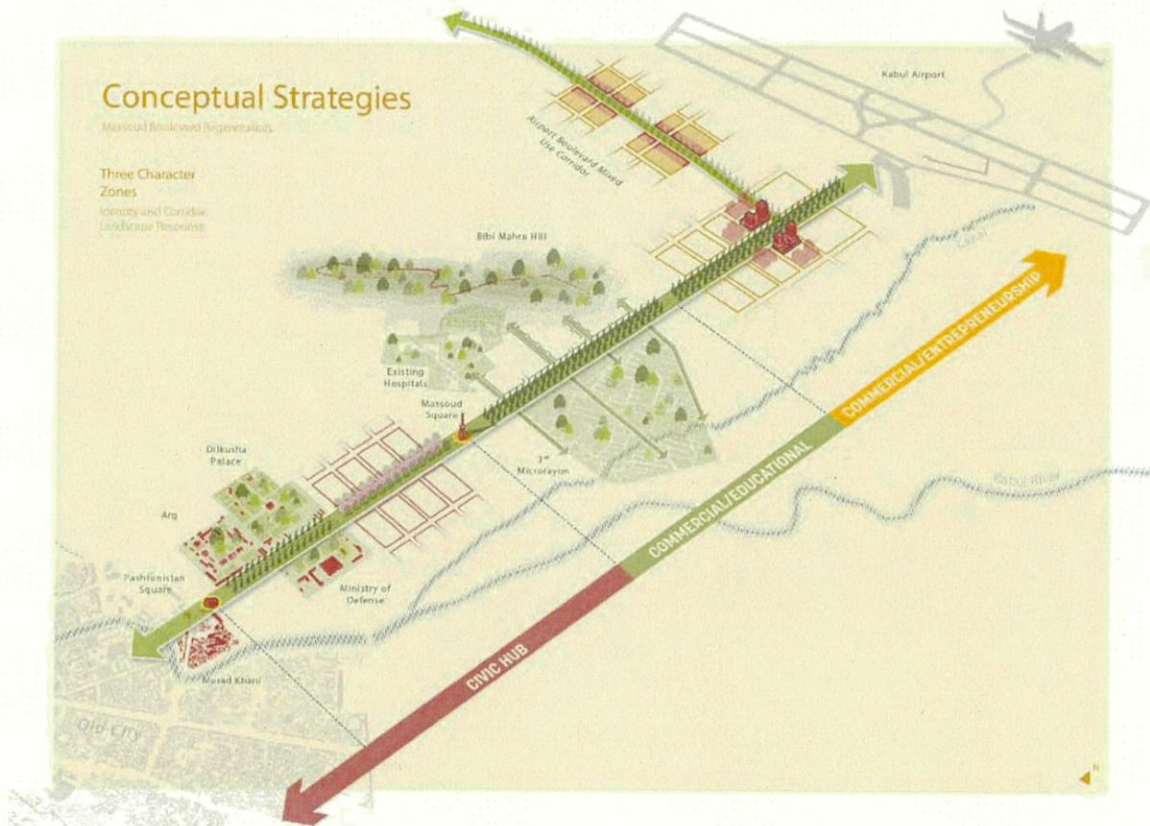 Conceptual Strategies
Massoud Boulevard Regeneration
Three Character
Zones
Identity and Corridor
Landscape Response
Kabul Airport
Airport Boulevard Mixed
Use Corridor
Bibi Mahro Hill
Canal
Existing
Hospitals
Massoud
Square
3rd
Microrayon
Dilkusha
Palace
Arg
Pashtunistan
Square
Ministry of
Defense
Murad Khani
Old City
Kabul River
COMMERCIAL/ENTREPRENEURSHIP
COMMERCIAL/EDUCATIONAL
CIVIC HUB
N